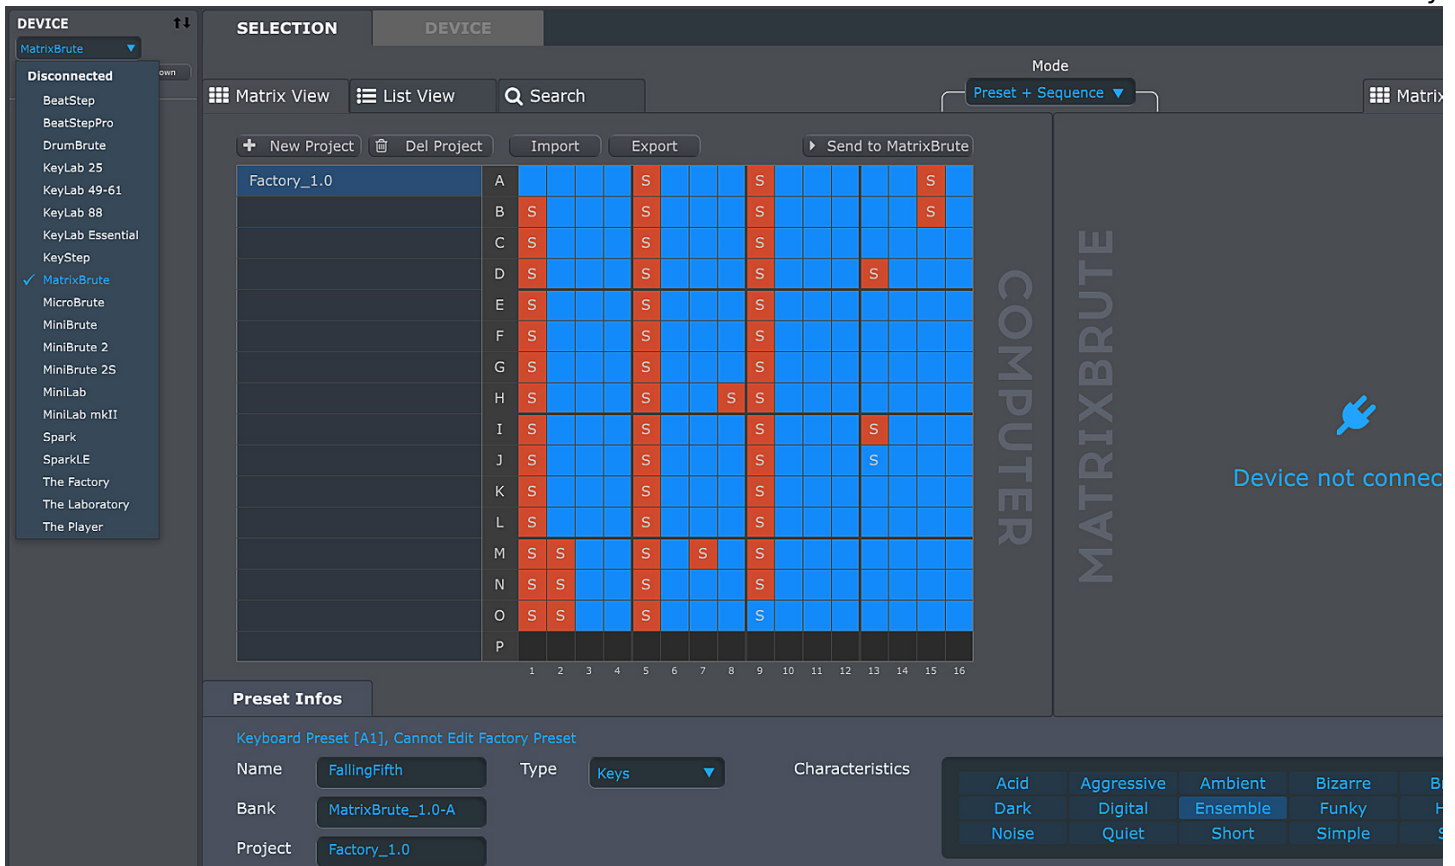 DEVICE
SELECTION
DEVICE
MatrixBrute
own
Disconnected
BeatStep
BeatStepPro
DrumBrute
KeyLab 25
KeyLab 49-61
KeyLab 88
KeyLab Essential
KeyStep
MatrixBrute
MicroBrute
MiniBrute
MiniBrute 2
MiniBrute 2S
MiniLab
MiniLab mkII
Spark
SparkLE
The Factory
The Laboratory
The Player
Mode
Matrix View
List View
Search
Preset + Sequence
Matrix
New Project
Del Project
Import
Export
Send to MatrixBrute
Factory_1.0
A S S S
B S S S S
C S S S
D S S S S
E S S S
F S S S
G S S S
H S S S S
I S S S S
J S S S S
K S S S
L S S S
M S S S S S
N S S S S
O S S S S
P
1 2 3 4 5 6 7 8 9 10 11 12 13 14 15 16
COMPUTER
MATRIXBRUTE
Device not connec
Preset Infos
Keyboard Preset [A1], Cannot Edit Factory Preset
Name FallingFifth
Type Keys
Characteristics
Bank MatrixBrute_1.0-A
Project Factory_1.0
Acid Aggressive Ambient Bizarre
Dark Digital Ensemble Funky
Noise Quiet Short Simple